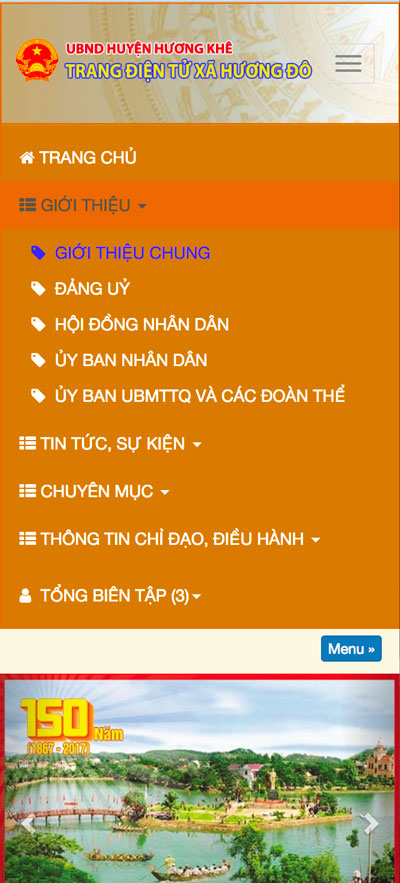 UBND HUYỆN HƯƠNG KHÊ
TRANG ĐIỆN TỬ XÃ HƯƠNG ĐÔ
TRANG CHỦ
GIỚI THIỆU
GIỚI THIỆU CHUNG
ĐẢNG UỶ
HỘI ĐỒNG NHÂN DÂN
ỦY BAN NHÂN DÂN
ỦY BAN UBMTTQ VÀ CÁC ĐOÀN THỂ
TIN TỨC, SỰ KIỆN
CHUYÊN MỤC
THÔNG TIN CHỈ ĐẠO, ĐIỀU HÀNH
TỔNG BIÊN TẬP (3)
Menu »
150 Năm
(1867 - 2017)